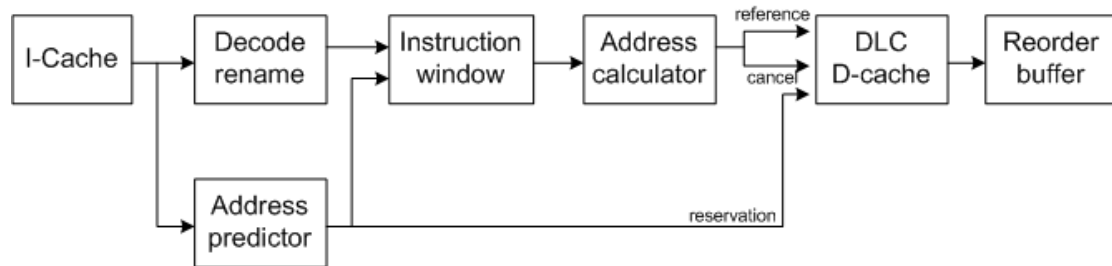 reference
I-Cache
Decode
rename
Instruction
window
Address
calculator
cancel
DLC
D-cache
Reorder
buffer
Address
predictor
reservation